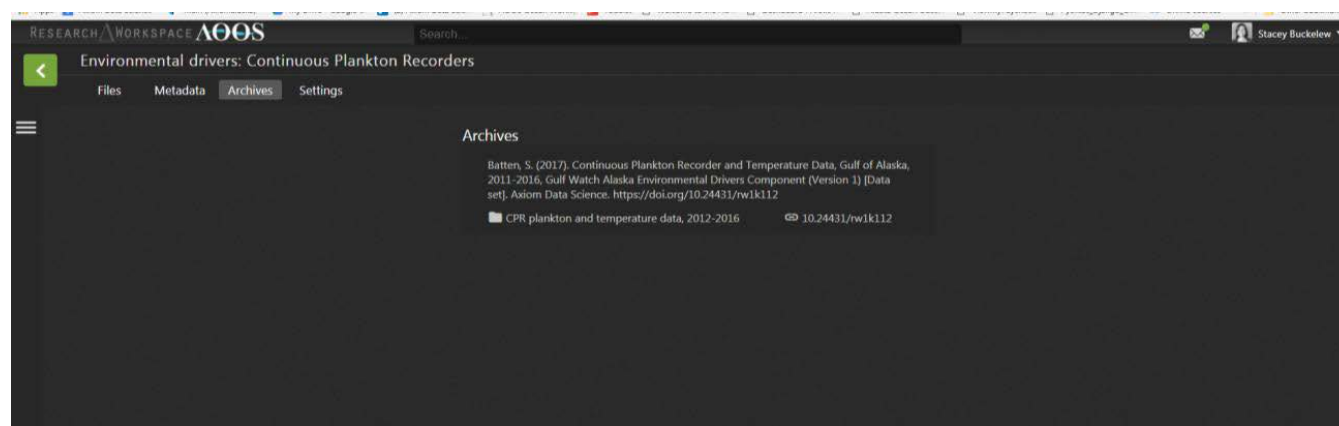 RESEARCH WORKSPACE AOOS
Search...
Stacey Buckelew
Environmental drivers: Continuous Plankton Recorders
Files Metadata Archives Settings
Archives
Batten, S. (2017). Continuous Plankton Recorder and Temperature Data, Gulf of Alaska,
2011-2016, Gulf Watch Alaska Environmental Drivers Component (Version 1) [Data
set]. Axiom Data Science. https://doi.org/10.24431/rw1k112
CPR plankton and temperature data, 2012-2016 10.24431/rw1k112